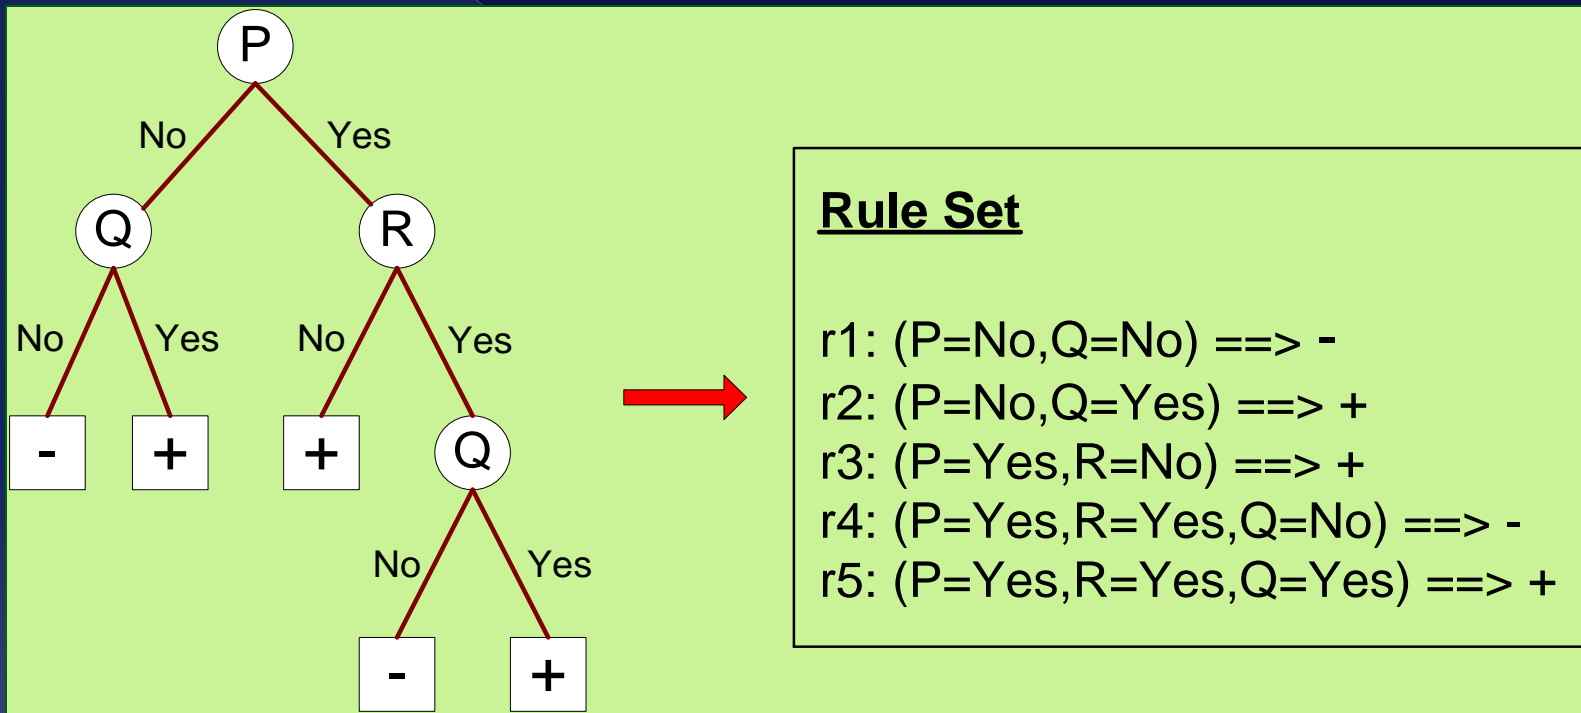 P
No Yes
Q R
No Yes No Yes
- + + Q
No Yes
- +
Rule Set
r1: (P=No,Q=No) ==> -
r2: (P=No,Q=Yes) ==> +
r3: (P=Yes,R=No) ==> +
r4: (P=Yes,R=Yes,Q=No) ==> -
r5: (P=Yes,R=Yes,Q=Yes) ==> +